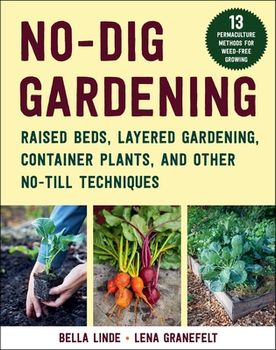 13
PERMACULTURE
METHODS FOR
WEED-FREE
GROWING
NO-DIG
GARDENING
RAISED BEDS, LAYERED GARDENING,
CONTAINER PLANTS, AND OTHER
NO-TILL TECHNIQUES
BELLA LINDE • LENA GRANEFELT